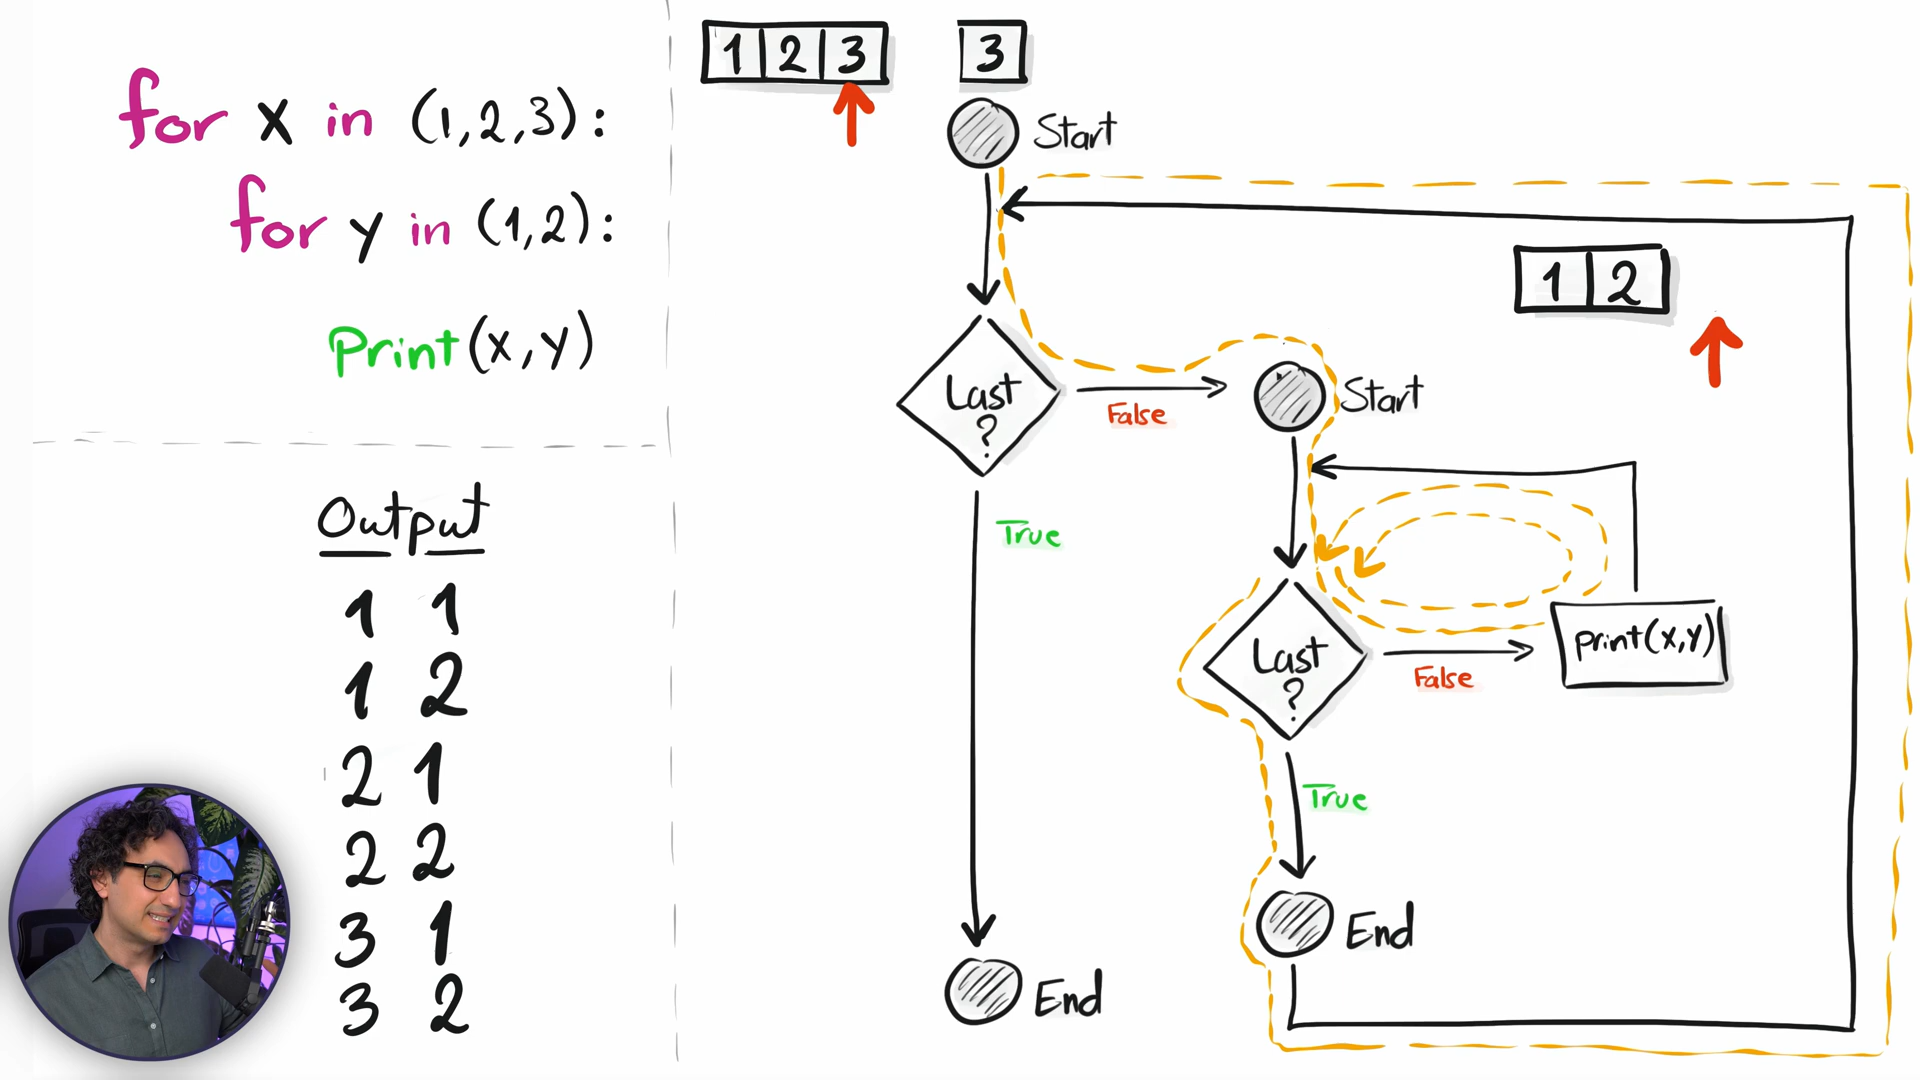 for x in (1,2,3):
for y in (1,2):
Print(x,y)
Output
1 1
1 2
2 1
2 2
3 1
3 2
1 2 3
3
Start
1 2
Last
?
False
Start
True
Last
?
False
print(x,y)
True
End
End